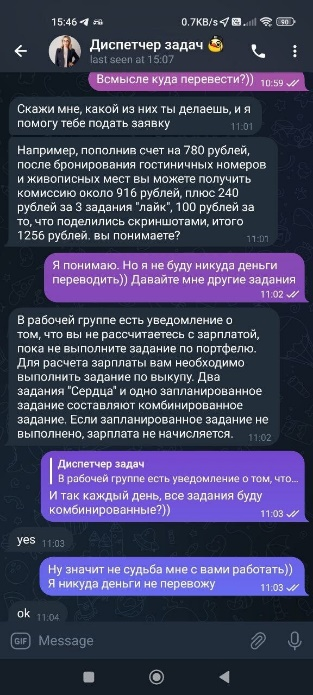 15:46
0.7KB/s
90
Диспетчер задач
last seen at 15:07
Всмысле куда перевести?)) 10:59
Скажи мне, какой из них ты делаешь, и я
помогу тебе подать заявку 11:01
Например, пополнив счет на 780 рублей,
после бронирования гостиничных номеров
и живописных мест вы можете получить
комиссию около 916 рублей, плюс 240
рублей за 3 задания "лайк", 100 рублей за
то, что поделились скриншотами, итого
1256 рублей. вы понимаете? 11:01
Я понимаю. Но я не буду никуда деньги
переводить)) Давайте мне другие задания
11:02
В рабочей группе есть уведомление о
том, что вы не рассчитаетесь с зарплатой,
пока не выполните задание по портфелю.
Для расчета зарплаты вам необходимо
выполнить задание по выкупу. Два
задания "Сердца" и одно запланированное
задание составляют комбинированное
задание. Если запланированное задание не
выполнено, зарплата не начисляется. 11:02
Диспетчер задач
В рабочей группе есть уведомление о том, что...
И так каждый день, все задания буду
комбинированные?)) 11:03
yes 11:03
Ну значит не судьба мне с вами работать))
Я никуда деньги не перевожу 11:03
ok 11:04
GIF Message